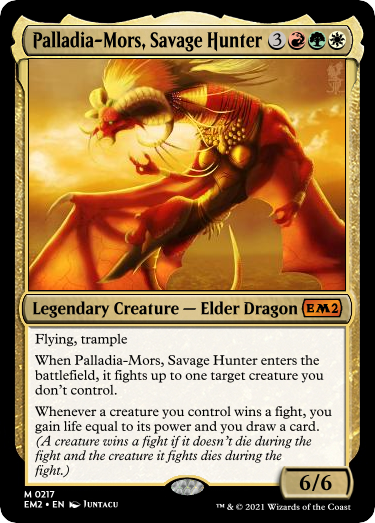 Palladia-Mors, Savage Hunter 3
Legendary Creature — Elder Dragon EM2
Flying, trample
When Palladia-Mors, Savage Hunter enters the
battlefield, it fights up to one target creature you
don't control.
Whenever a creature you control wins a fight, you
gain life equal to its power and you draw a card.
(A creature wins a fight if it doesn't die during the
fight and the creature it fights dies during the
fight.)
6/6
M 0217
EM2 • EN Juntacu
™ & © 2021 Wizards of the Coast